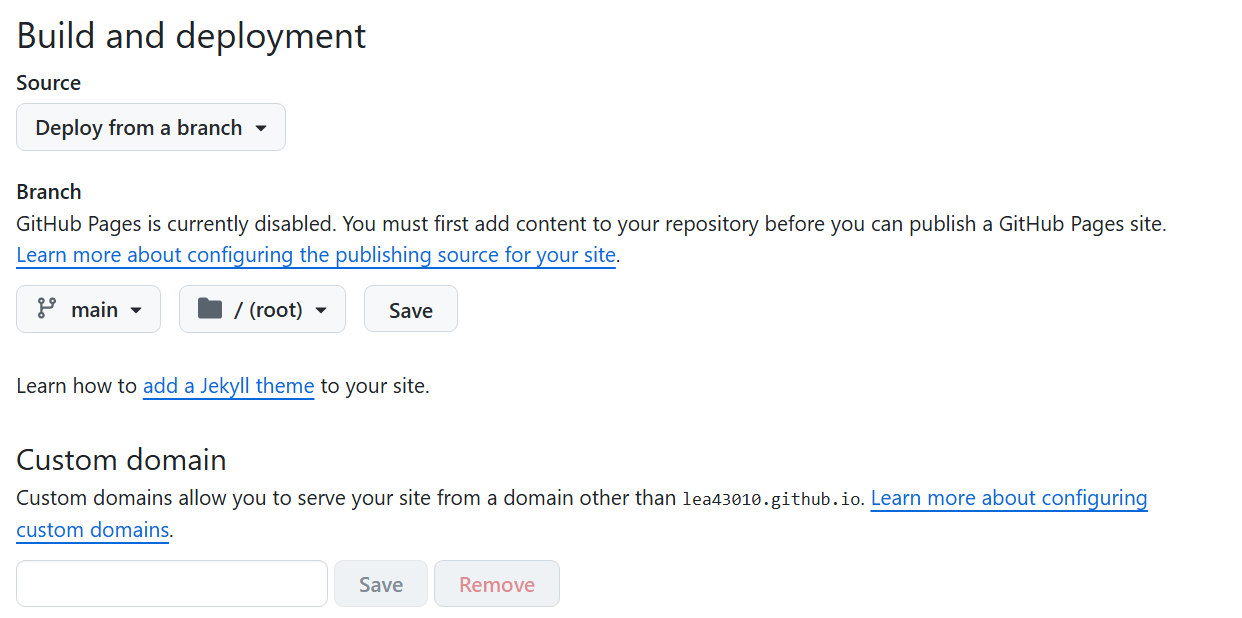 Build and deployment
Source
Deploy from a branch
Branch
GitHub Pages is currently disabled. You must first add content to your repository before you can publish a GitHub Pages site.
Learn more about configuring the publishing source for your site.
main / (root) Save
Learn how to add a Jekyll theme to your site.
Custom domain
Custom domains allow you to serve your site from a domain other than lea43010.github.io. Learn more about configuring
custom domains.
Save Remove